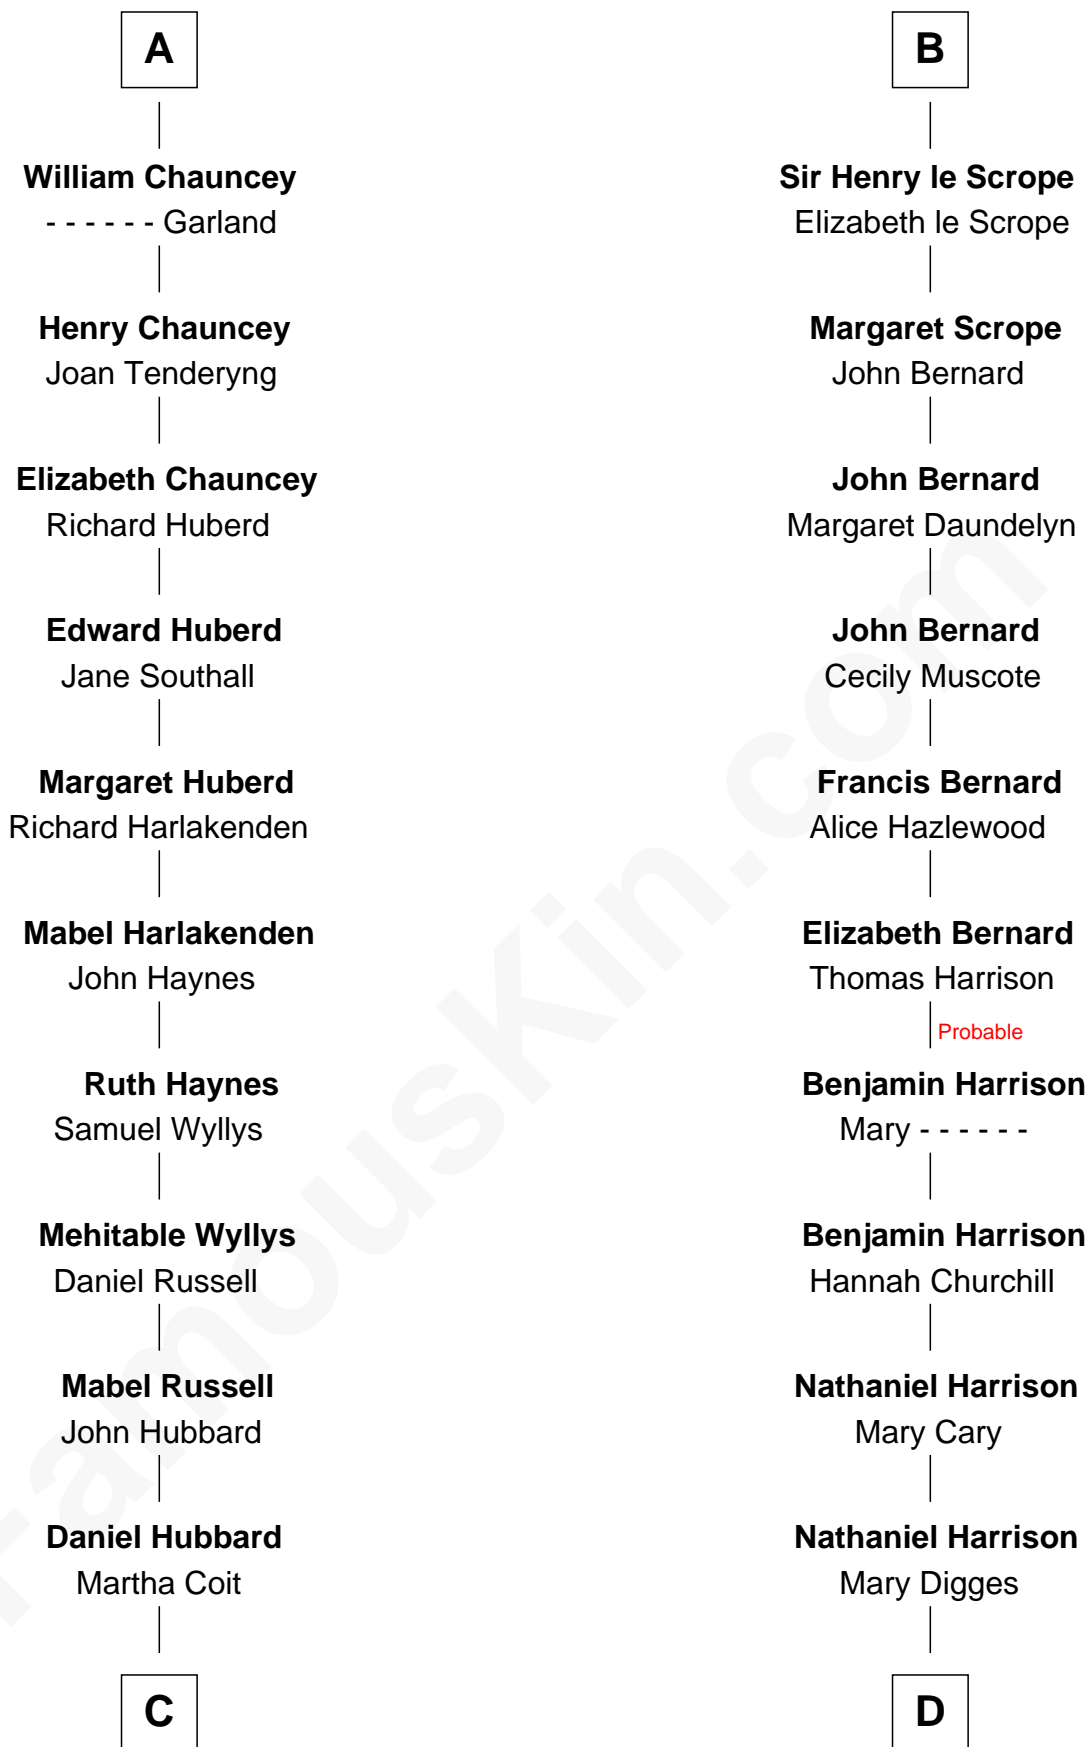 A
William Chauncey
- - - - - - Garland
Henry Chauncey
Joan Tenderyng
Elizabeth Chauncey
Richard Huberd
Edward Huberd
Jane Southall
Margaret Huberd
Richard Harlakenden
Mabel Harlakenden
John Haynes
Ruth Haynes
Samuel Wyllys
Mehitable Wyllys
Daniel Russell
Mabel Russell
John Hubbard
Daniel Hubbard
Martha Coit
C
B
Sir Henry le Scrope
Elizabeth le Scrope
Margaret Scrope
John Bernard
John Bernard
Margaret Daundelyn
John Bernard
Cecily Muscote
Francis Bernard
Alice Hazlewood
Elizabeth Bernard
Thomas Harrison
Probable
Benjamin Harrison
Mary - - - - - -
Benjamin Harrison
Hannah Churchill
Nathaniel Harrison
Mary Cary
Nathaniel Harrison
Mary Digges
D
FamousKin.com